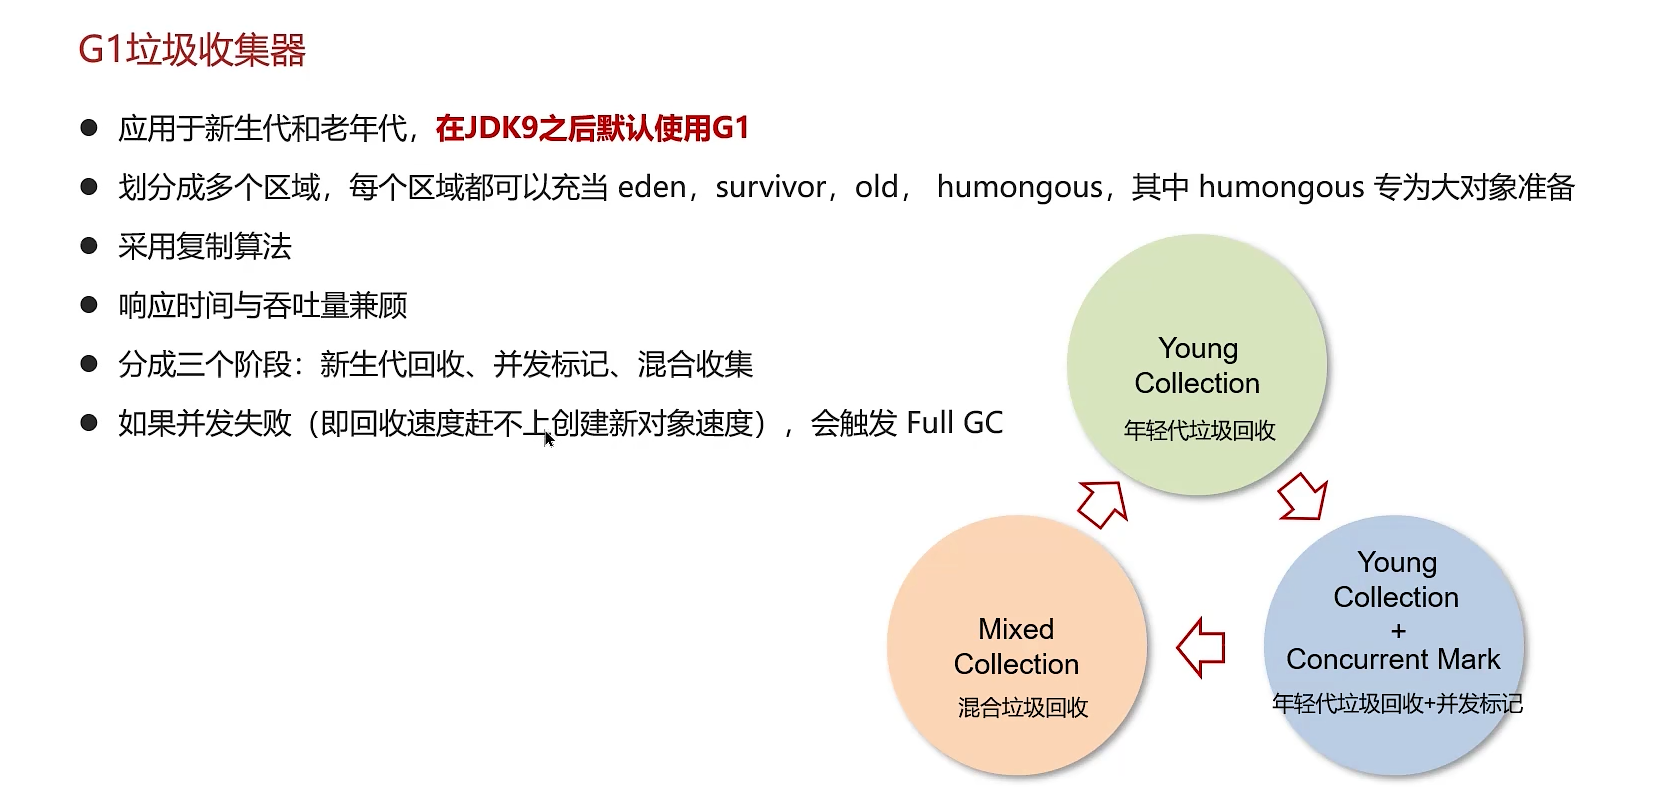 G1垃圾收集器
应用于新生代和老年代，在JDK9之后默认使用G1
划分成多个区域，每个区域都可以充当 eden，survivor，old， humongous，其中 humongous 专为大对象准备
采用复制算法
响应时间与吞吐量兼顾
分成三个阶段：新生代回收、并发标记、混合收集
如果并发失败（即回收速度赶不上创建新对象速度），会触发 Full GC
Young
Collection
年轻代垃圾回收
Young
Collection
+
Concurrent Mark
年轻代垃圾回收+并发标记
Mixed
Collection
混合垃圾回收